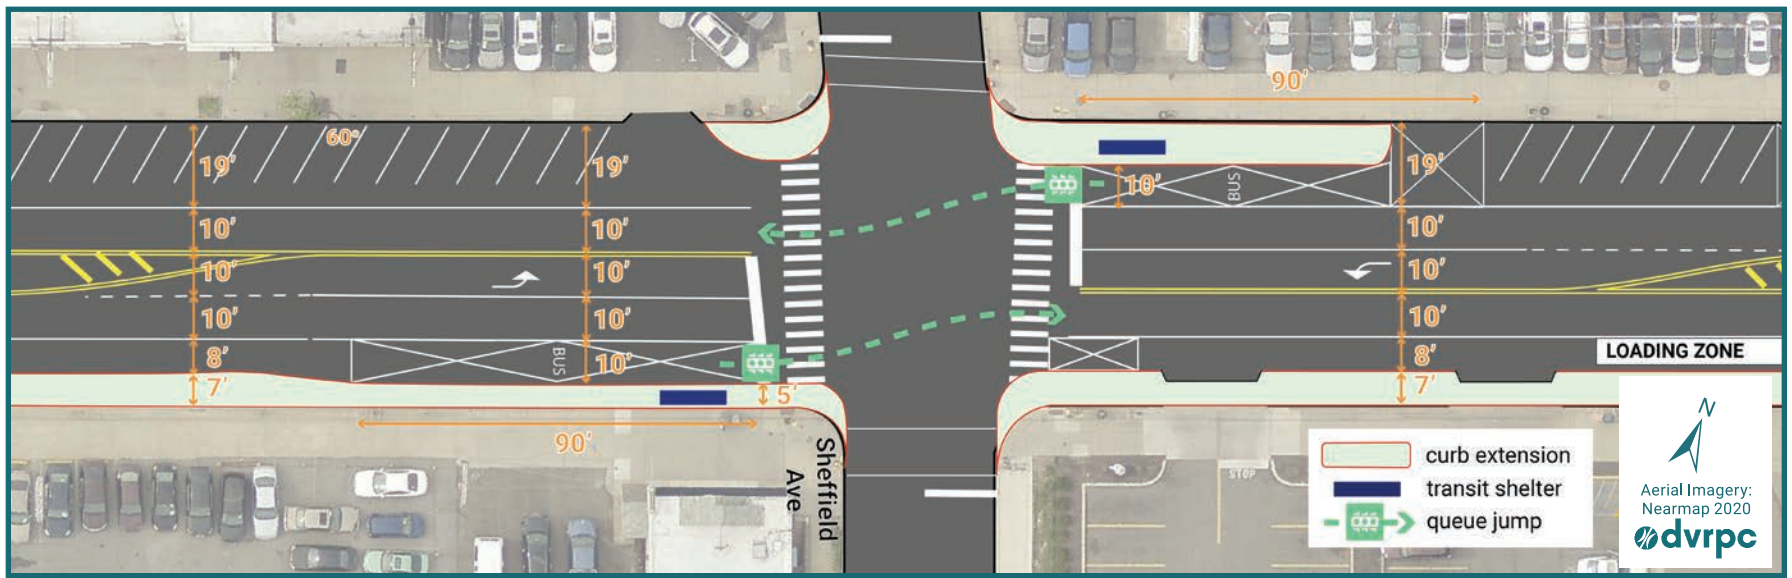 90'
60°
19'
19'
19'
10'
BUS
10'
10'
10'
10'
10'
10'
10'
10'
10'
8'
BUS
10'
8'
LOADING ZONE
7'
5'
7'
90'
Sheffield
Ave
STOP
curb extension
transit shelter
queue jump
N
Aerial Imagery:
Nearmap 2020
dvrpc